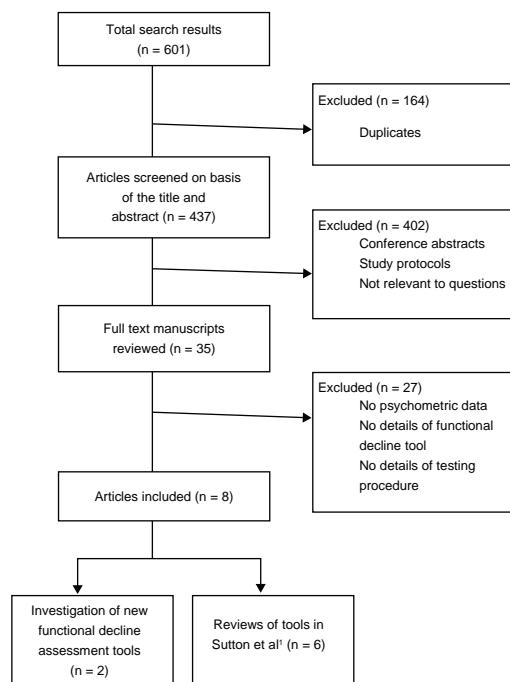 Total search results
(n = 601)
Excluded (n = 164)
Duplicates
Articles screened on basis
of the title and
abstract (n = 437)
Excluded (n = 402)
Conference abstracts
Study protocols
Not relevant to questions
Full text manuscripts
reviewed (n = 35)
Excluded (n = 27)
No psychometric data
No details of functional
decline tool
No details of testing
procedure
Articles included (n = 8)
Investigation of new
functional decline
assessment tools
(n = 2)
Reviews of tools in
Sutton et al¹ (n = 6)